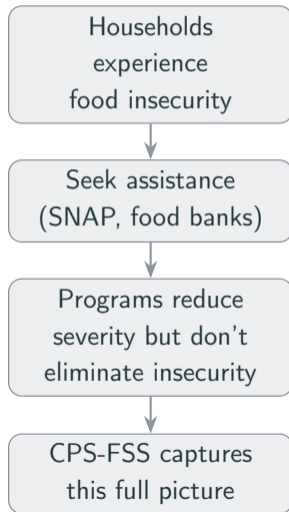 Households
experience
food insecurity
Seek assistance
(SNAP, food banks)
Programs reduce
severity but don't
eliminate insecurity
CPS-FSS captures
this full picture